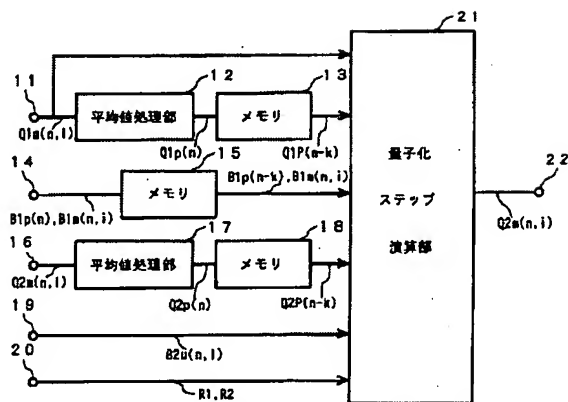 21
11
12
13
平均値処理部
メモリ
Q1m(n,i)
Q1p(n)
Q1P(n-k)
14
15
メモリ
B1p(n),B1m(n,i)
B1p(n-k),B1m(n,i)
16
17
18
平均値処理部
メモリ
Q2m(n,i)
Q2p(n)
Q2P(n-k)
19
B2u(n,i)
20
R1,R2
量子化
ステップ
演算部
22
Q2m(n,i)